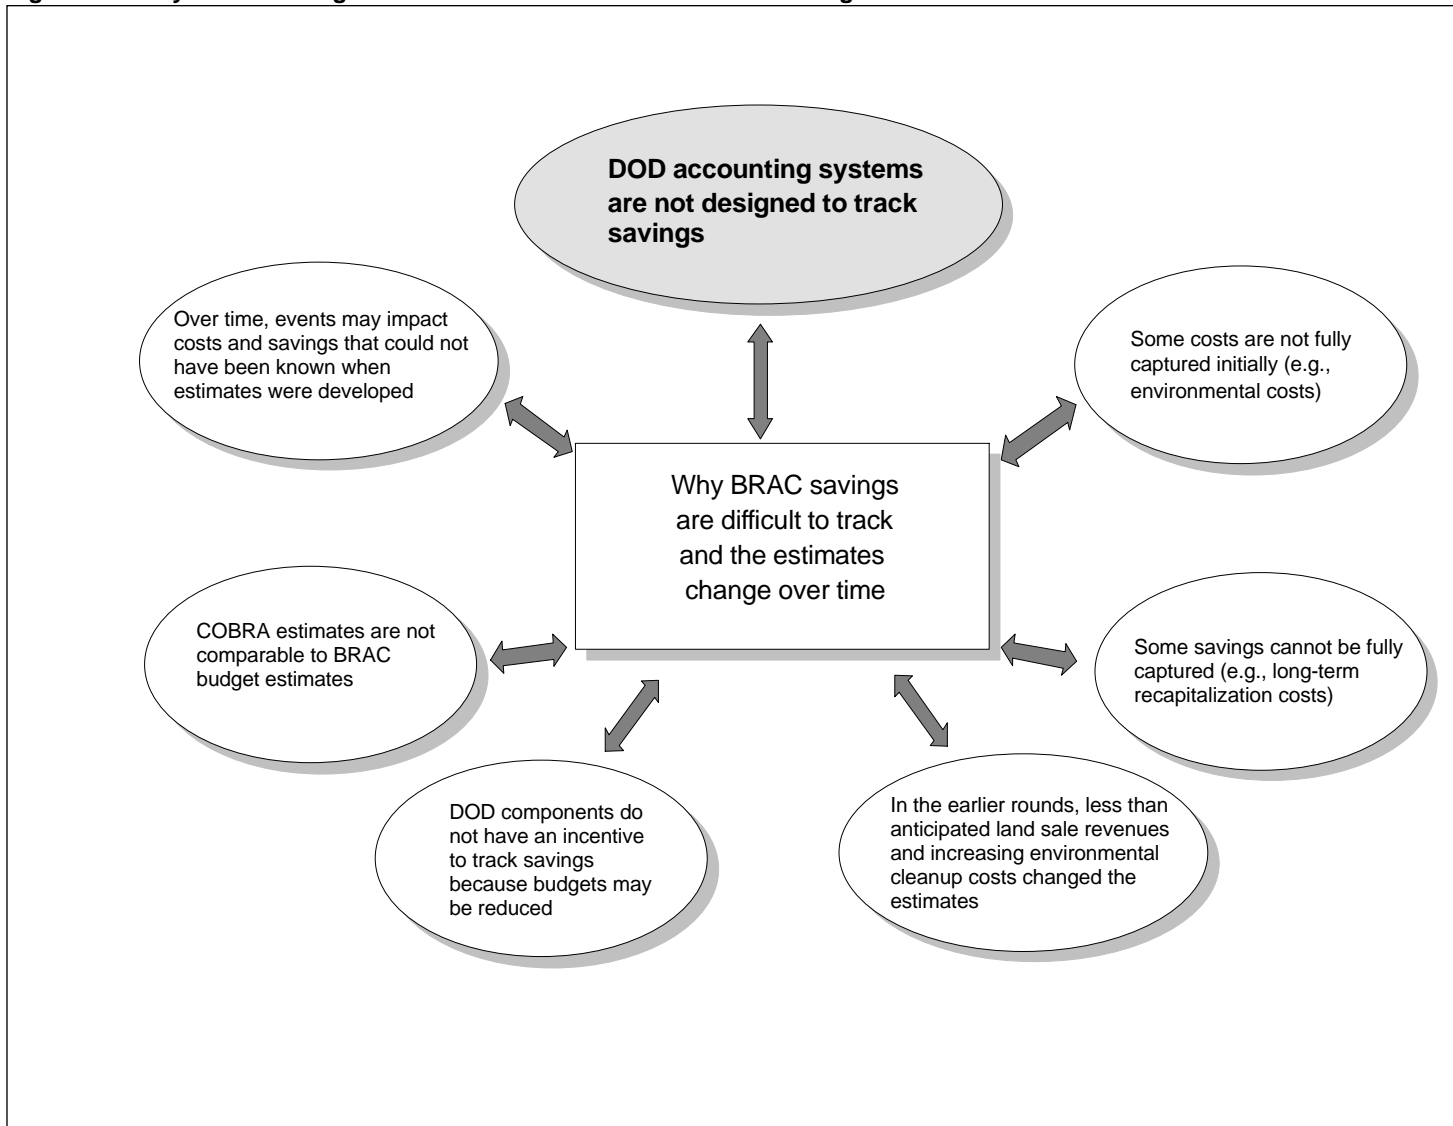 DOD accounting systems
are not designed to track
savings
Over time, events may impact
costs and savings that could not
have been known when
estimates were developed
Some costs are not fully
captured initially (e.g.,
environmental costs)
Why BRAC savings
are difficult to track
and the estimates
change over time
COBRA estimates are not
comparable to BRAC
budget estimates
Some savings cannot be fully
captured (e.g., long-term
recapitalization costs)
DOD components do
not have an incentive
to track savings
because budgets may
be reduced
In the earlier rounds, less than
anticipated land sale revenues
and increasing environmental
cleanup costs changed the
estimates